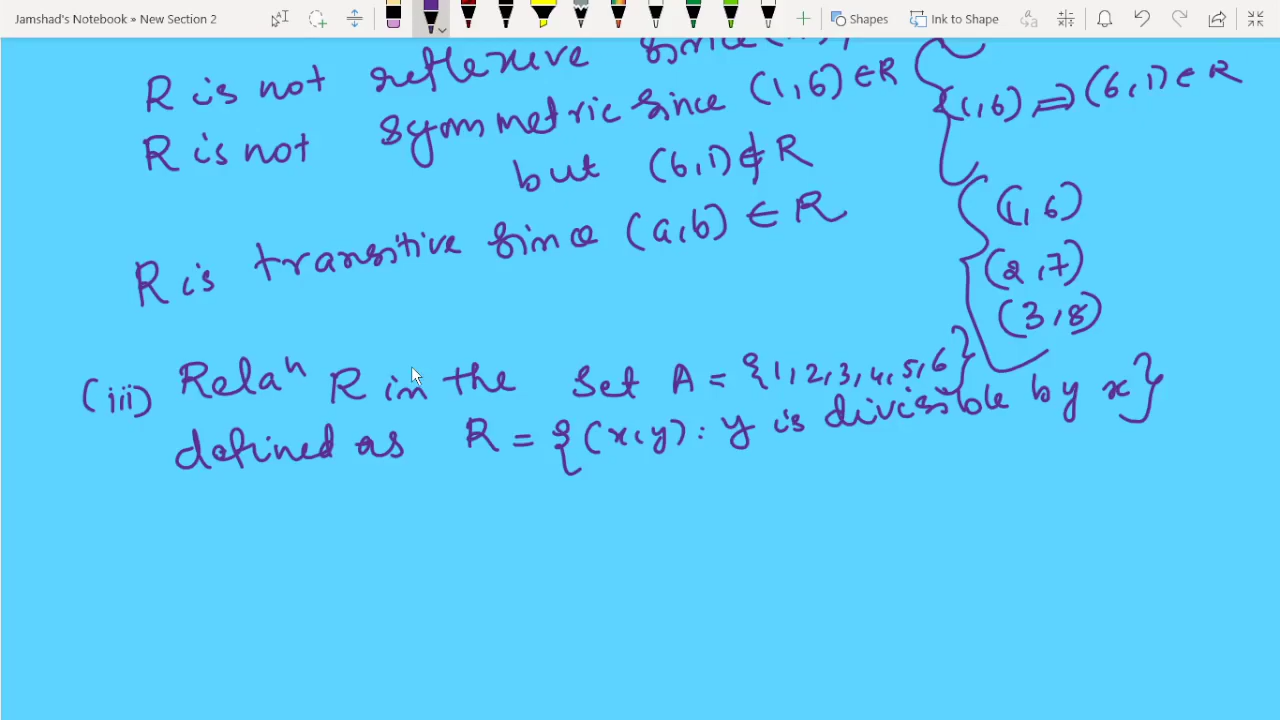 Jamshad's Notebook » New Section 2
Shapes
Ink to Shape
R is not reflexive since
R is not symmetric since (1,6) ∈ R
but (6,1) ∉ R
R is transitive since (a,b) ∈ R
(1,6) ⇒ (6,1) ∈ R
(1,6)
(2,7)
(3,8)
(iii) Relaⁿ R in the set A = {1,2,3,4,5,6}
defined as R = {(x,y) : y is divisible by x}